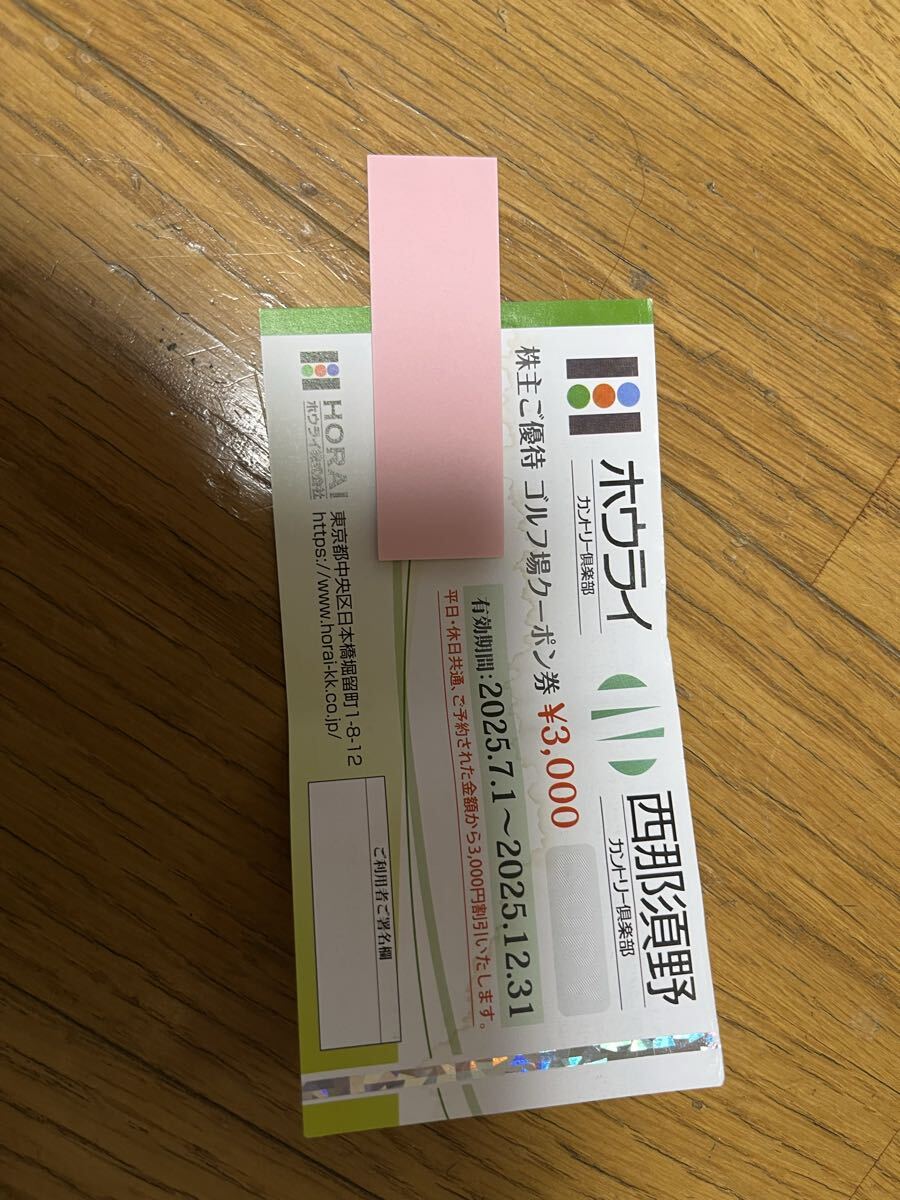 ホウライ
カントリー倶楽部
西那須野
カントリー倶楽部
株主ご優待 ゴルフ場クーポン券 ¥3,000
有効期間:2025.7.1～2025.12.31
平日・休日共通、ご予約された金額から3,000円割引いたします。
HORAI
ホウライ株式会社
東京都中央区日本橋堀留町1-8-12
https://www.horai-kk.co.jp/
ご利用者ご署名欄